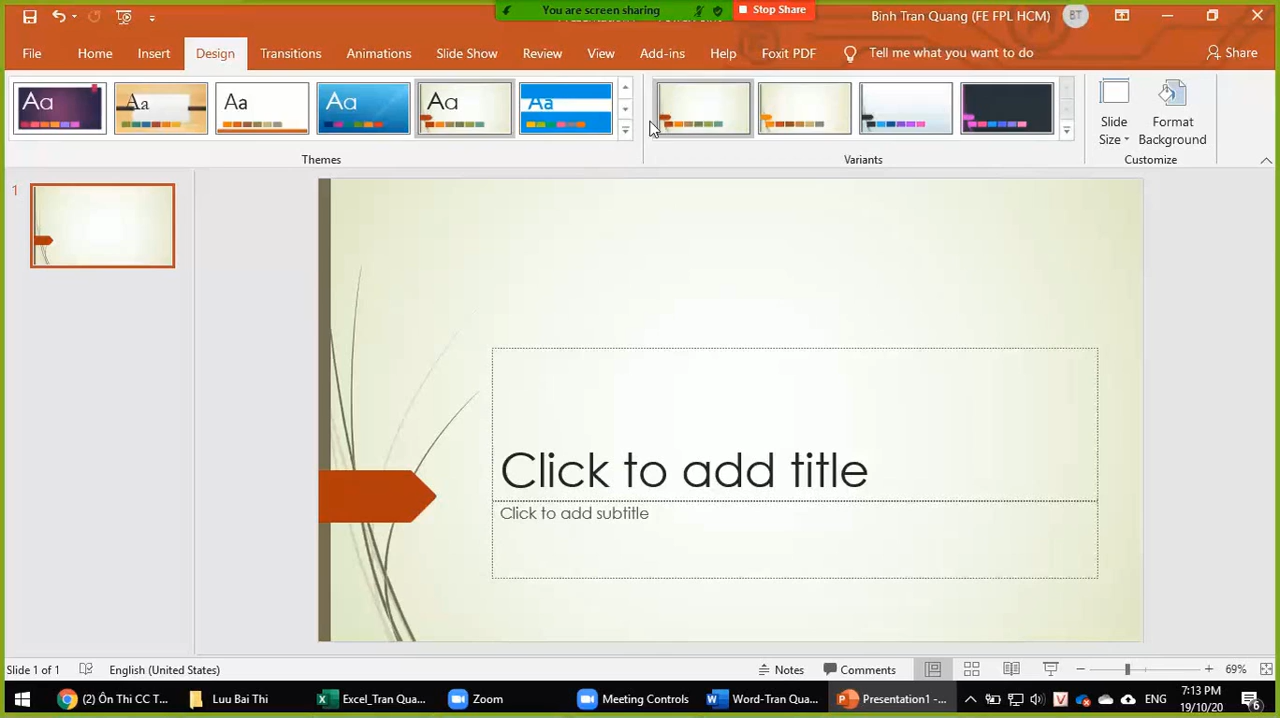 You are screen sharing
Stop Share
Binh Tran Quang (FE FPL HCM)
BT
File
Home
Insert
Design
Transitions
Animations
Slide Show
Review
View
Add-ins
Help
Foxit PDF
Tell me what you want to do
Share
Aa
Aa
Aa
Aa
Aa
Aa
Slide
Size
Format
Background
Themes
Variants
Customize
1
Click to add title
Click to add subtitle
Slide 1 of 1
English (United States)
Notes
Comments
69%
(2) Ôn Thi CC T...
Luu Bai Thi
Excel_Tran Qua...
Zoom
Meeting Controls
Word-Tran Qua...
Presentation1 -...
ENG
7:13 PM
19/10/20
6